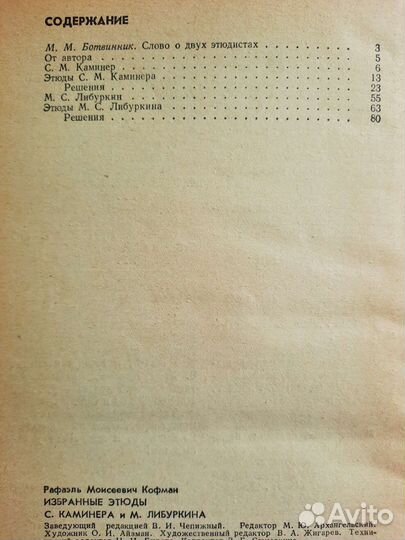 СОДЕРЖАНИЕ
М. М. Ботвинник. Слово о двух этюдистах . . . . . . . . . . 3
От автора . . . . . . . . . . . . . . . . . . . . . . 5
С. М. Каминер . . . . . . . . . . . . . . . . . . . . 6
Этюды С. М. Каминера . . . . . . . . . . . . . . . . 13
Решения . . . . . . . . . . . . . . . . . . . . 23
М. С. Либуркин . . . . . . . . . . . . . . . . . . . 55
Этюды М. С. Либуркина . . . . . . . . . . . . . . . 63
Решения . . . . . . . . . . . . . . . . . . . . 80
Рафаэль Моисеевич Кофман
ИЗБРАННЫЕ ЭТЮДЫ
С. КАМИНЕРА и М. ЛИБУРКИНА
Заведующий редакцией В. И. Чепижный. Редактор М. Ю. Архангельский.
Художник О. И. Айзман. Художественный редактор В. А. Жигарев. Техни-
Avito